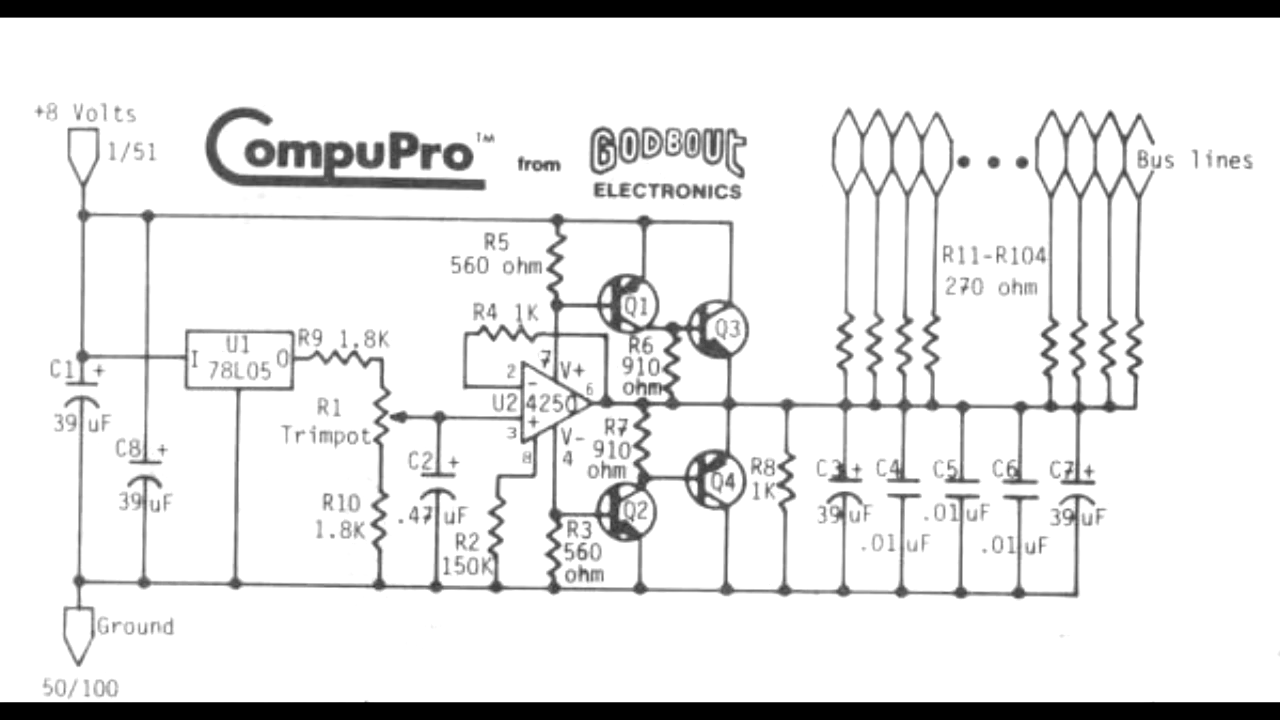 +8 Volts
1/51
CompuPro™
from
GODBOUT
ELECTRONICS
Bus lines
R11-R104
270 ohm
R5
560 ohm
Q1
Q3
R4 1K
R6
910
ohm
R9 1.8K
U1
I
O
78L05
C1 +
39 uF
R1
Trimpot
2
7
V+
6
-
U2 4250
+
3
V-
4
8
R7
910
ohm
Q4
Q2
R8
1K
C8 +
39 uF
C2 +
.47 uF
R10
1.8K
R2
150K
R3
560
ohm
C3 +
39 uF
C4
.01 uF
C5
.01 uF
C6
.01 uF
C7 +
39 uF
Ground
50/100